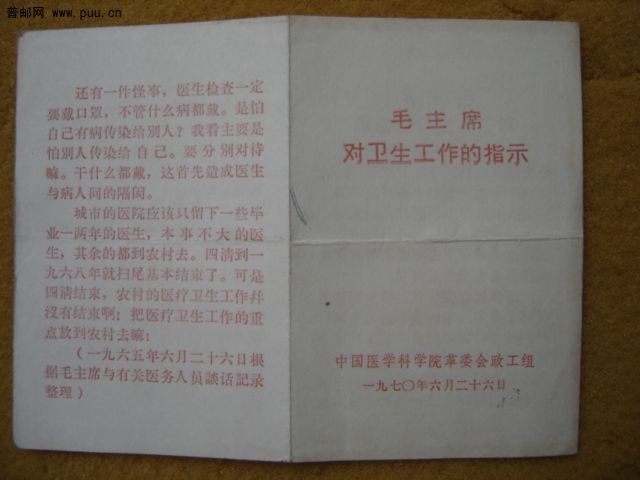 普邮网 www.puu.cn
还有一件怪事，医生检查一定
要戴口罩，不管什么病都戴。是怕
自己有病传染给别人？我看主要是
怕别人传染给自己。要分别对待
嘛。干什么都戴，这首先造成医生
与病人间的隔阂。
城市的医院应该只留下一些毕
业一两年的医生，本事不大的医
生，其余的都到农村去。四清到一
九六八年就扫尾基本结束了。可是
四清结束，农村的医疗卫生工作幷
沒有结束啊！把医疗卫生工作的重
点放到农村去嘛！
（一九六五年六月二十六日根
据毛主席与有关医务人员談话記录
整理）
毛主席
对卫生工作的指示
中国医学科学院革委会政工组
一九七〇年六月二十六日